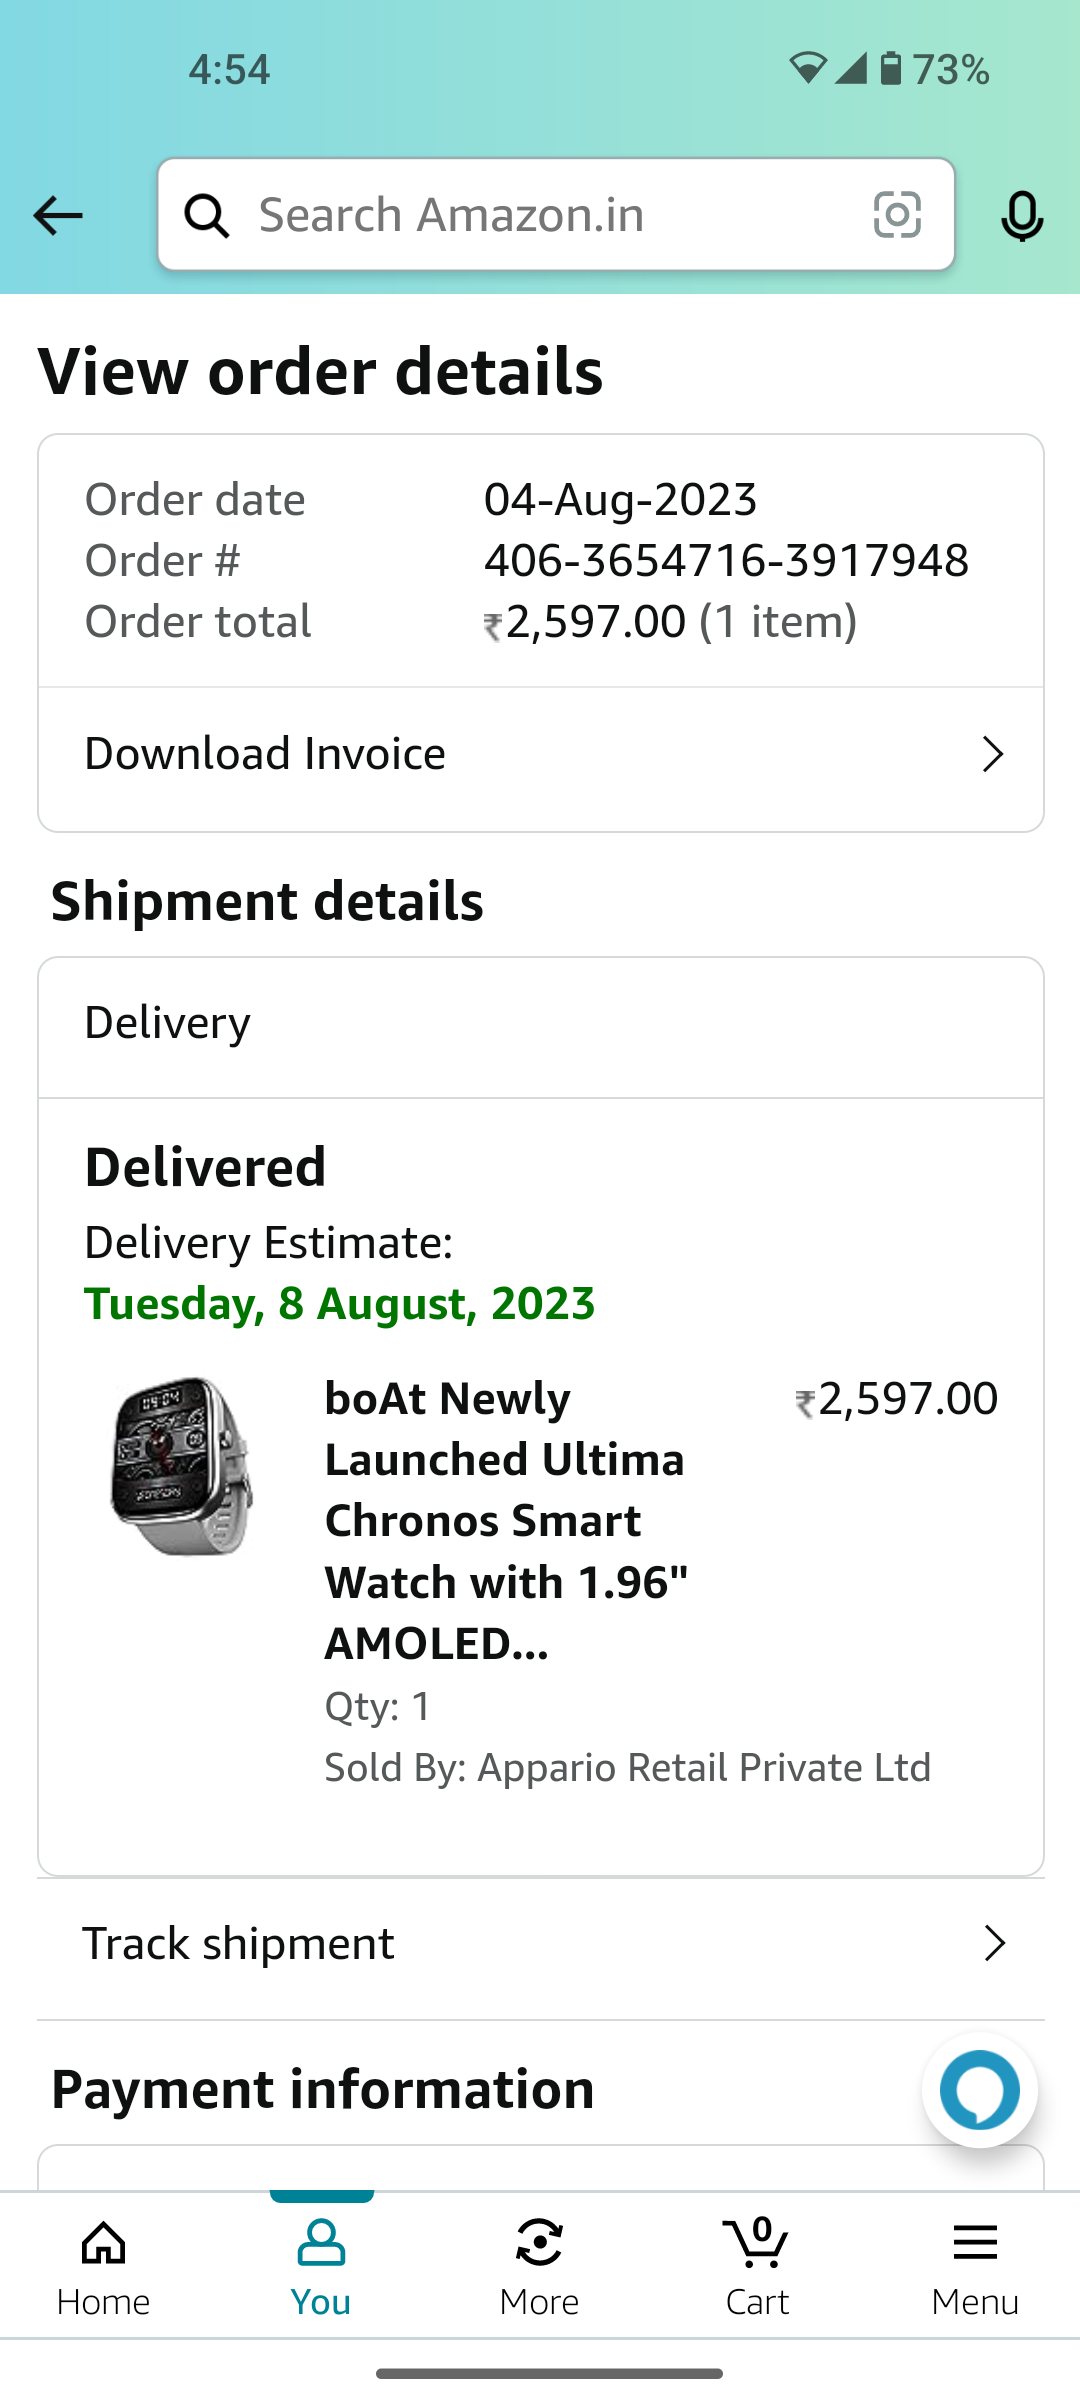 4:54
73%
Search Amazon.in
View order details
Order date 04-Aug-2023
Order # 406-3654716-3917948
Order total ₹2,597.00 (1 item)
Download Invoice
Shipment details
Delivery
Delivered
Delivery Estimate:
Tuesday, 8 August, 2023
boAt Newly ₹2,597.00
Launched Ultima
Chronos Smart
Watch with 1.96"
AMOLED...
Qty: 1
Sold By: Appario Retail Private Ltd
Track shipment
Payment information
0
Home You More Cart Menu